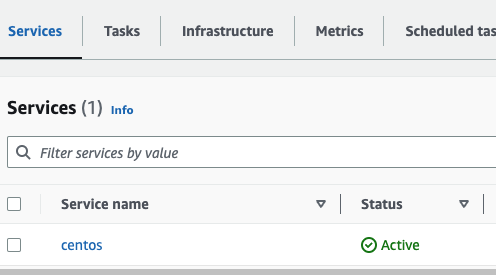 Services Tasks Infrastructure Metrics Scheduled tas
Services (1) Info
Filter services by value
Service name Status
centos Active